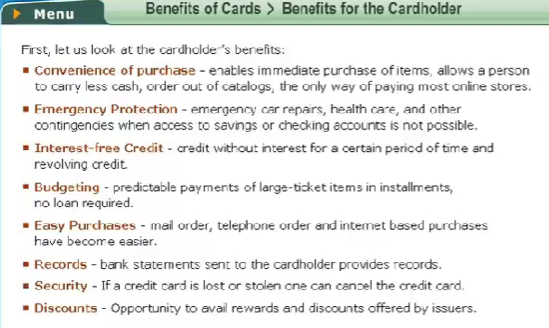 Menu
Benefits of Cards > Benefits for the Cardholder
First, let us look at the cardholder's benefits:
▪ Convenience of purchase - enables immediate purchase of items, allows a person
to carry less cash, order out of catalogs, the only way of paying most online stores.
▪ Emergency Protection - emergency car repairs, health care, and other
contingencies when access to savings or checking accounts is not possible.
▪ Interest-free Credit - credit without interest for a certain period of time and
revolving credit.
▪ Budgeting - predictable payments of large-ticket items in installments,
no loan required.
▪ Easy Purchases - mail order, telephone order and internet based purchases
have become easier.
▪ Records - bank statements sent to the cardholder provides records.
▪ Security - If a credit card is lost or stolen one can cancel the credit card.
▪ Discounts - Opportunity to avail rewards and discounts offered by issuers.